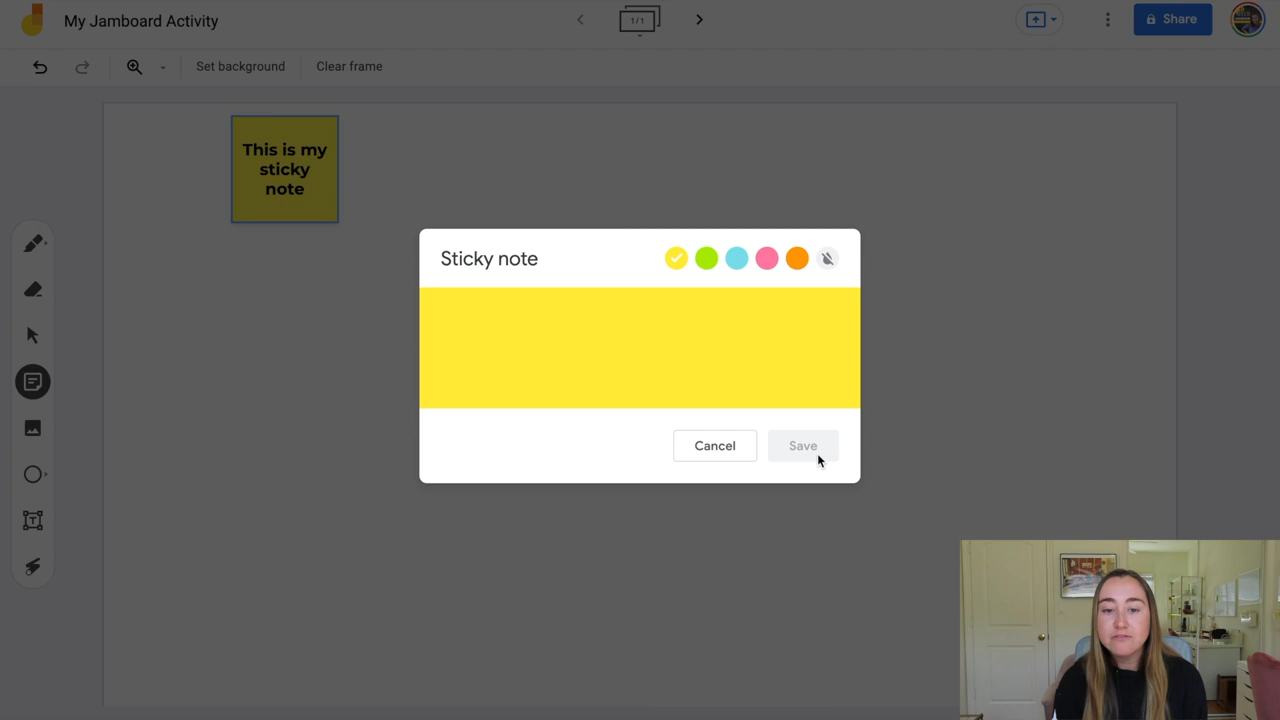 My Jamboard Activity
1/1
Share
Set background
Clear frame
This is my
sticky
note
Sticky note
Cancel
Save